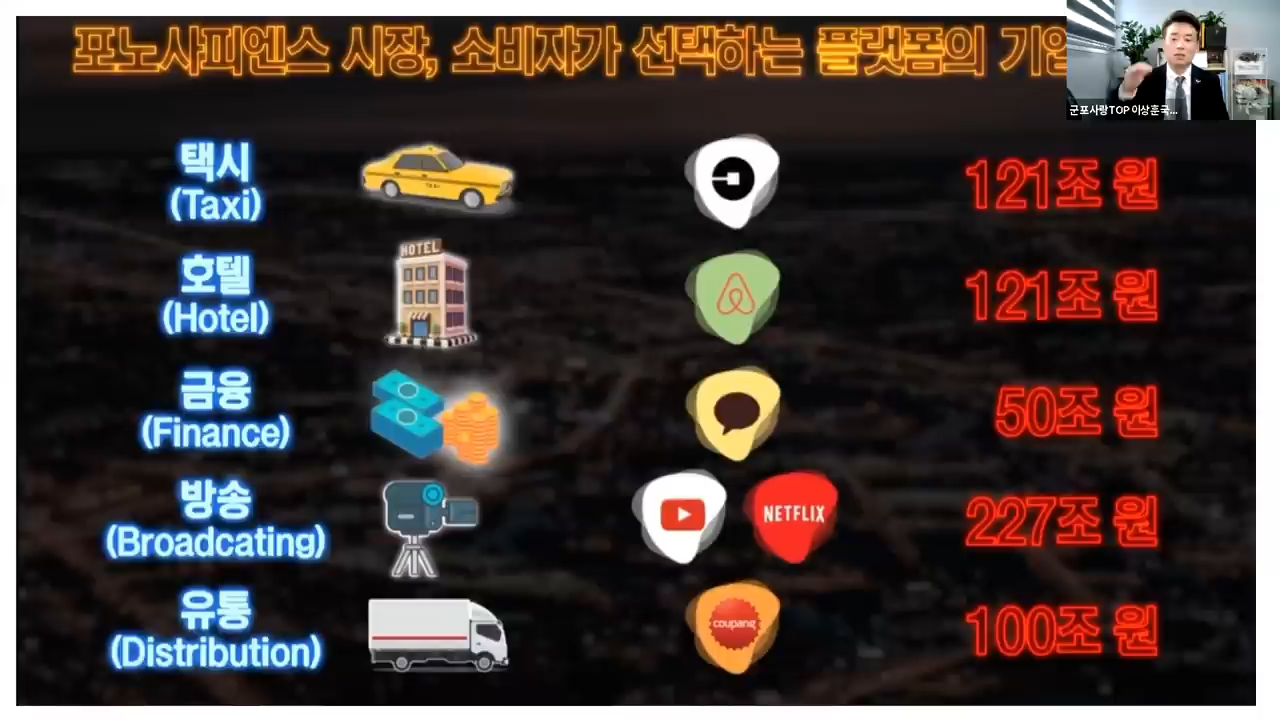 포노사피엔스 시장, 소비자가 선택하는 플랫폼의 기업
군포사랑TOP 이상훈국...
택시
(Taxi)
TAXI
121조 원
호텔
(Hotel)
HOTEL
121조 원
금융
(Finance)
50조 원
방송
(Broadcating)
NETFLIX
227조 원
유통
(Distribution)
coupang
100조 원